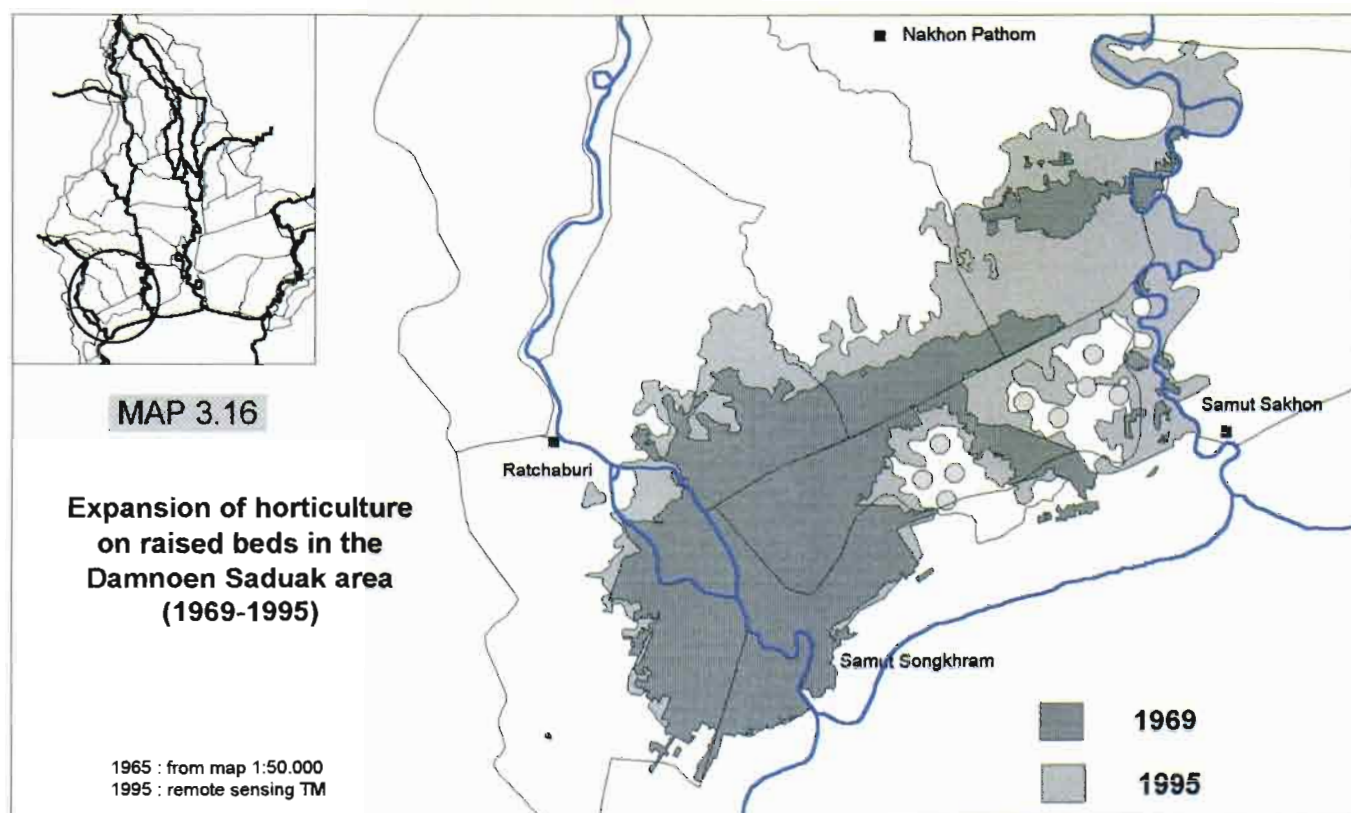 Nakhon Pathom
MAP 3.16
Samut Sakhon
Ratchaburi
Expansion of horticulture
on raised beds in the
Damnoen Saduak area
(1969-1995)
Samut Songkhram
1969
1965 : from map 1:50.000
1995 : remote sensing TM
1995